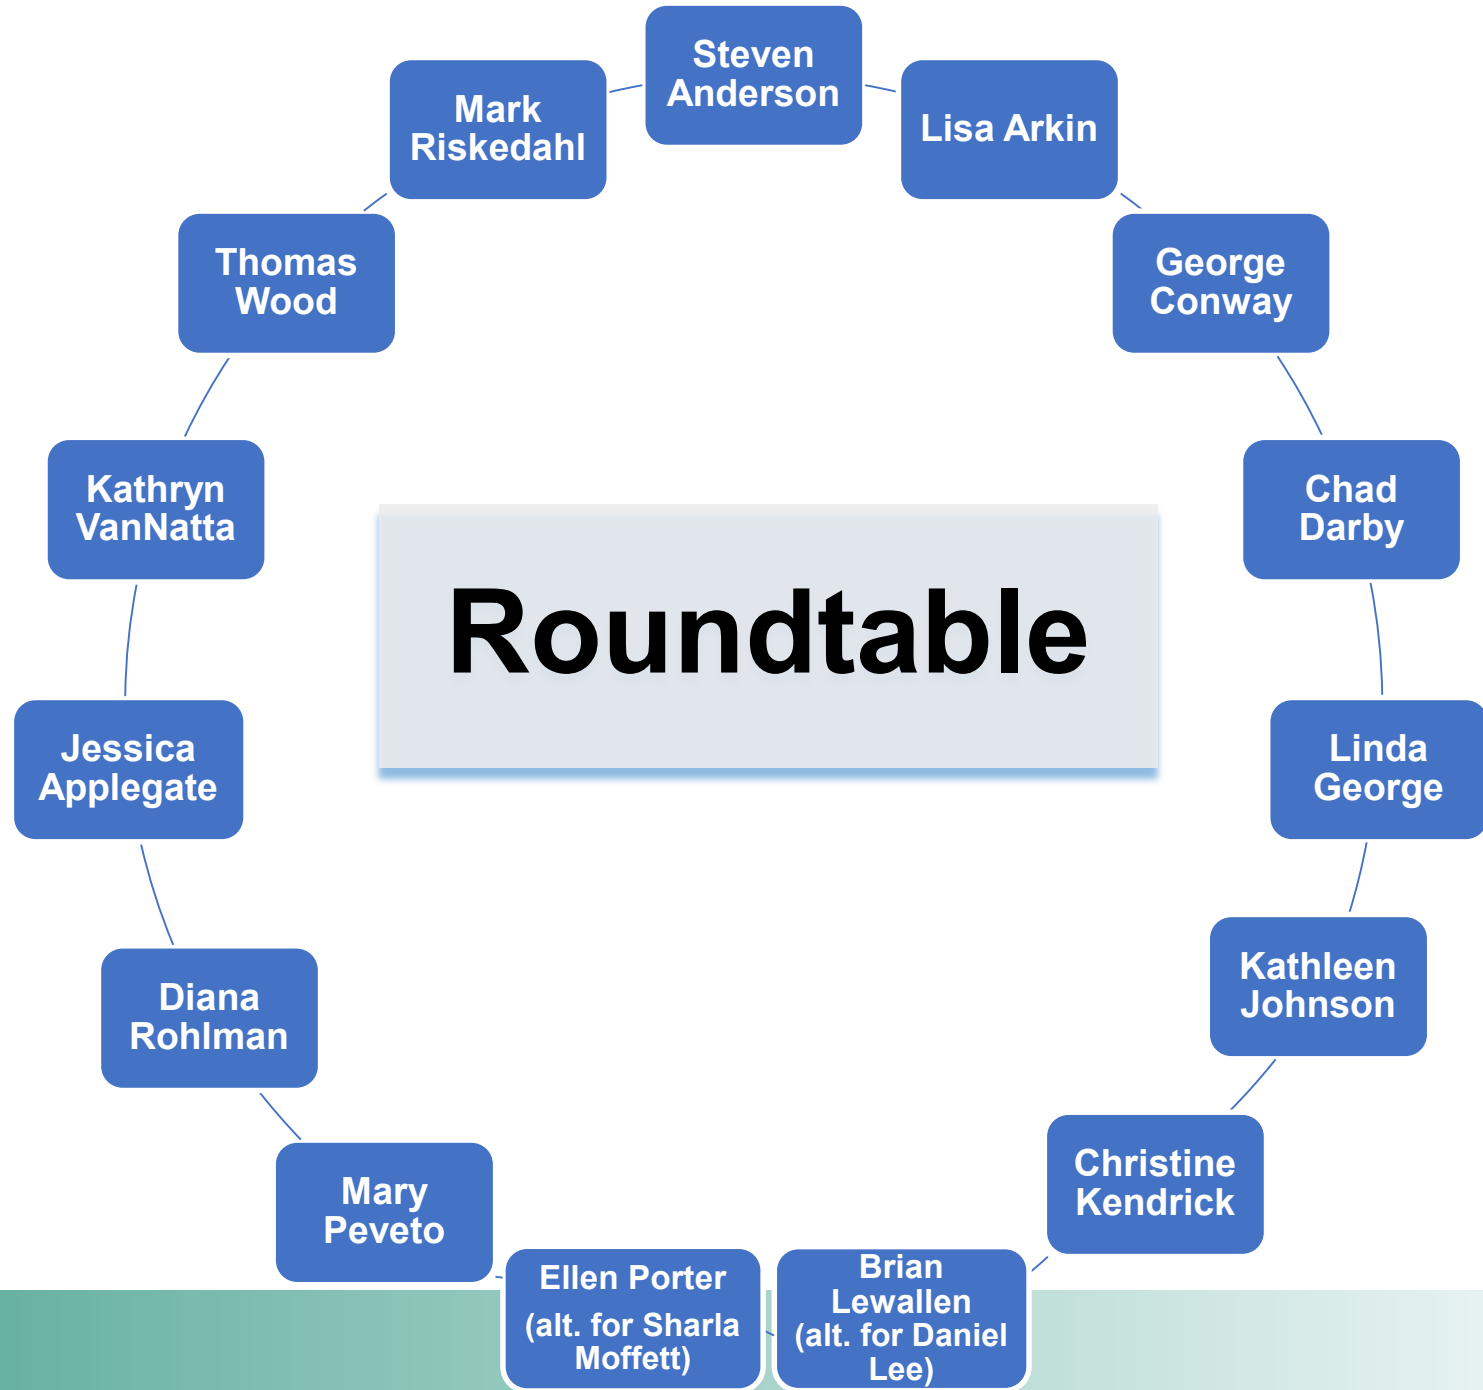 Steven
Anderson
Lisa Arkin
George
Conway
Chad
Darby
Linda
George
Kathleen
Johnson
Christine
Kendrick
Brian
Lewallen
(alt. for Daniel
Lee)
Ellen Porter
(alt. for Sharla
Moffett)
Mary
Peveto
Diana
Rohlman
Jessica
Applegate
Kathryn
VanNatta
Thomas
Wood
Mark
Riskedahl
Roundtable